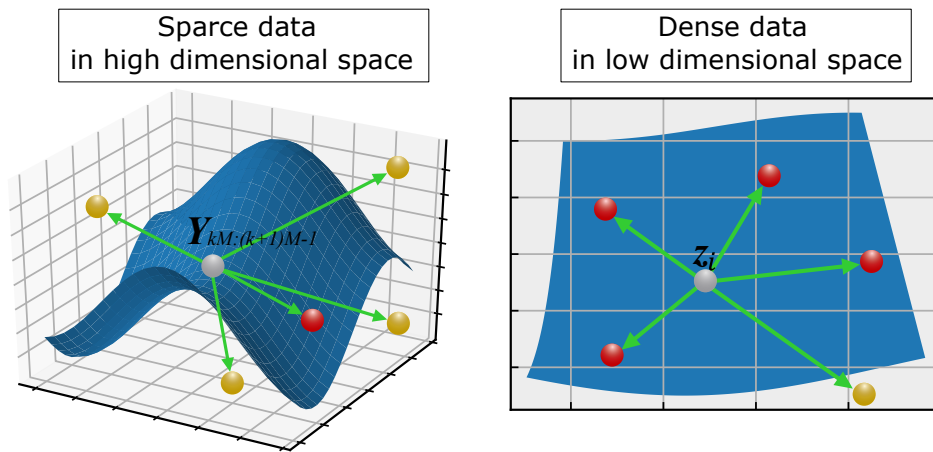 Sparce data
in high dimensional space
Dense data
in low dimensional space
Y_{kM:(k+1)M-1}
z_i